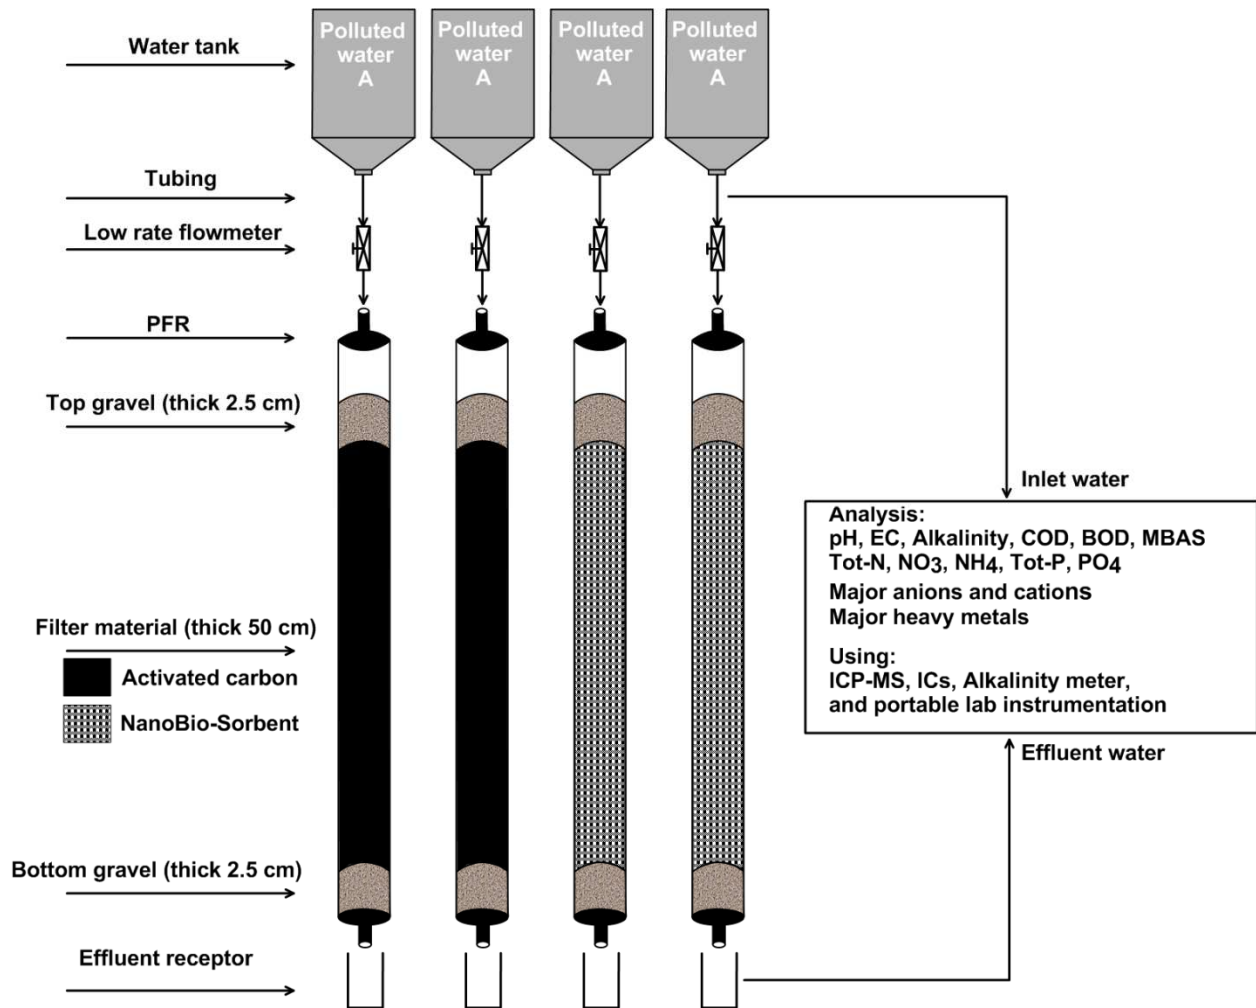 Polluted
water
A
Polluted
water
A
Polluted
water
A
Polluted
water
A
Water tank
Tubing
Low rate flowmeter
PFR
Top gravel (thick 2.5 cm)
Filter material (thick 50 cm)
Activated carbon
NanoBio-Sorbent
Bottom gravel (thick 2.5 cm)
Effluent receptor
Inlet water
Analysis:
pH, EC, Alkalinity, COD, BOD, MBAS
Tot-N, NO3, NH4, Tot-P, PO4
Major anions and cations
Major heavy metals
Using:
ICP-MS, ICs, Alkalinity meter,
and portable lab instrumentation
Effluent water